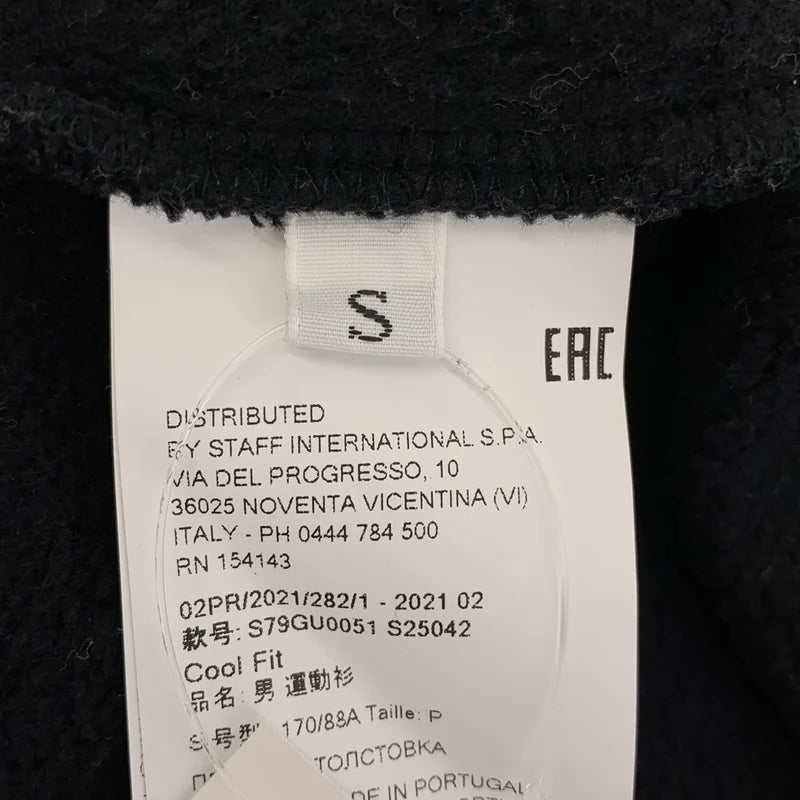 S
EAC
DISTRIBUTED
BY STAFF INTERNATIONAL S.P.A.
VIA DEL PROGRESSO, 10
36025 NOVENTA VICENTINA (VI)
ITALY - PH 0444 784 500
RN 154143
02PR/2021/282/1 - 2021 02
款号: S79GU0051 S25042
Cool Fit
品名: 男 運動衫
S 号型 170/88A Taille: P
ТОЛСТОВКА
IN PORTUGAL